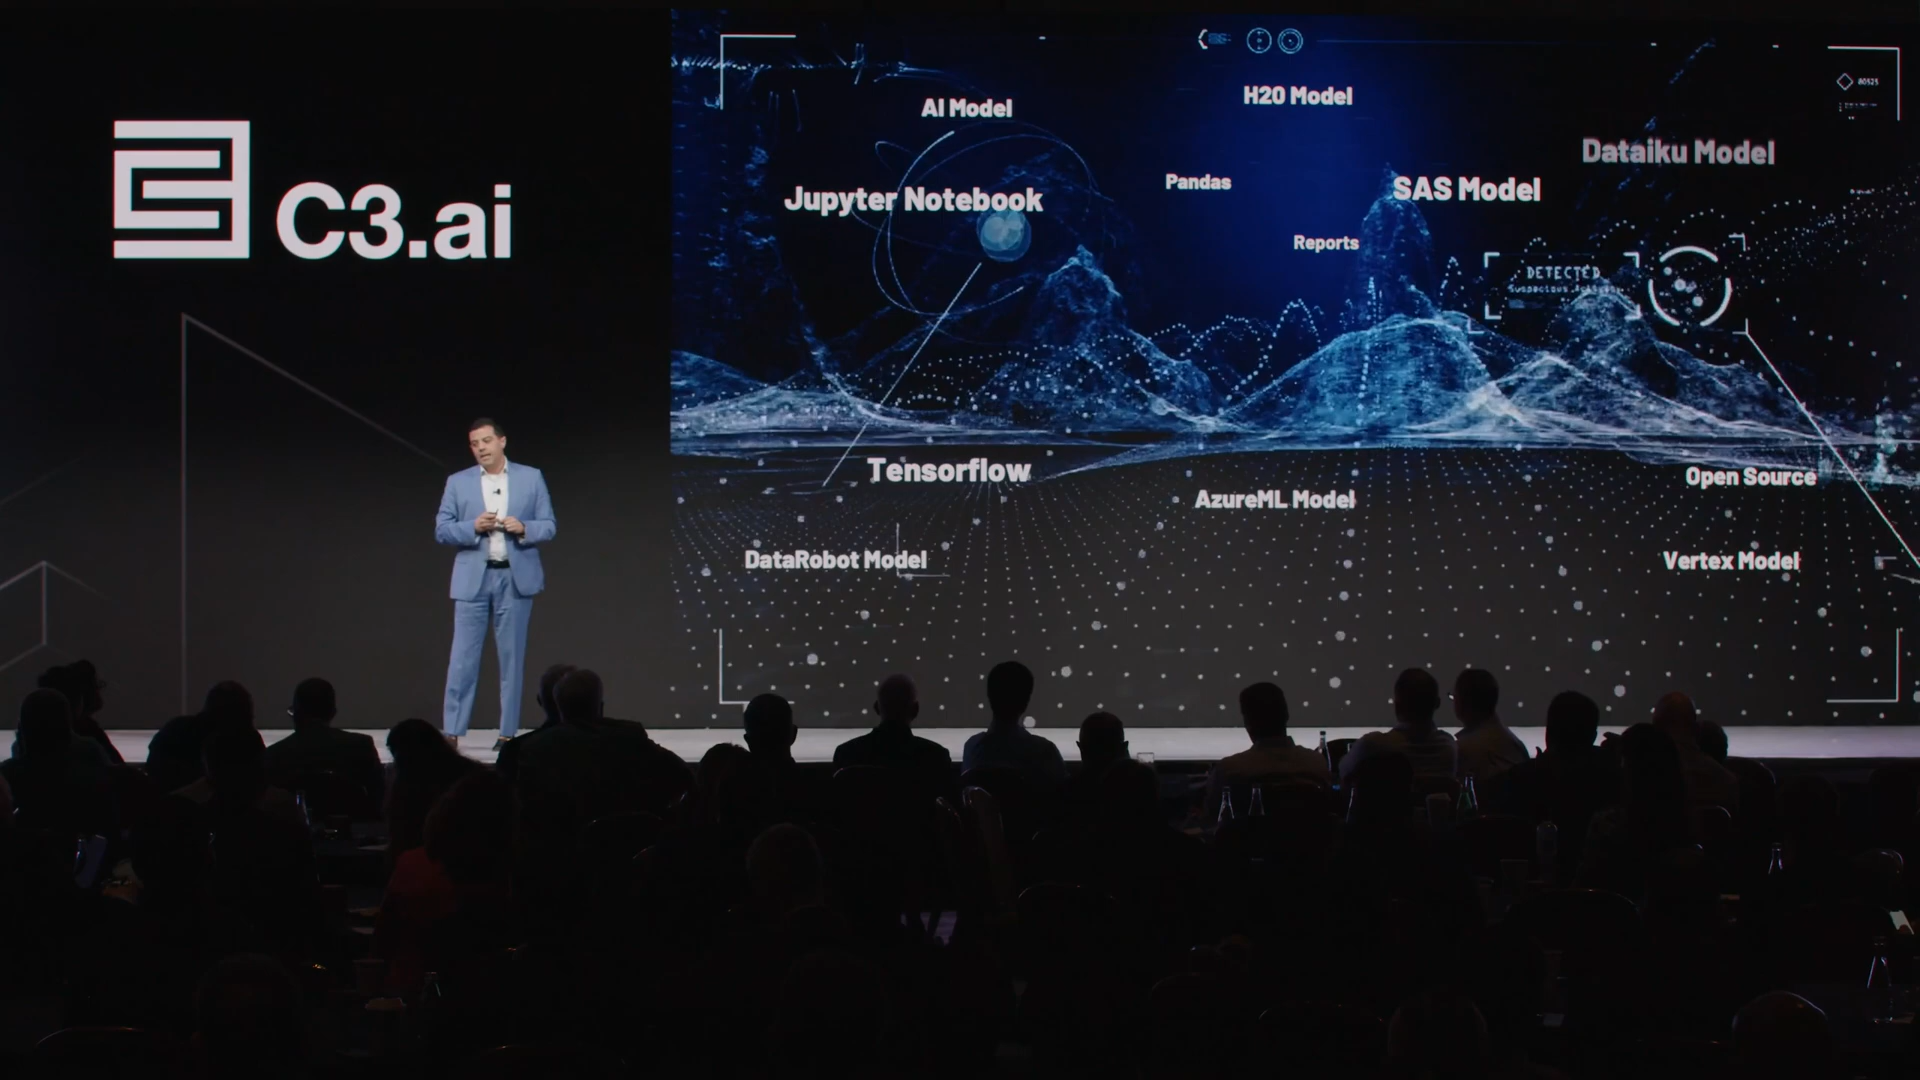 C3.ai
AI Model
H20 Model
Dataiku Model
Jupyter Notebook
Pandas
SAS Model
Reports
DETECTED
Tensorflow
AzureML Model
Open Source
DataRobot Model
Vertex Model